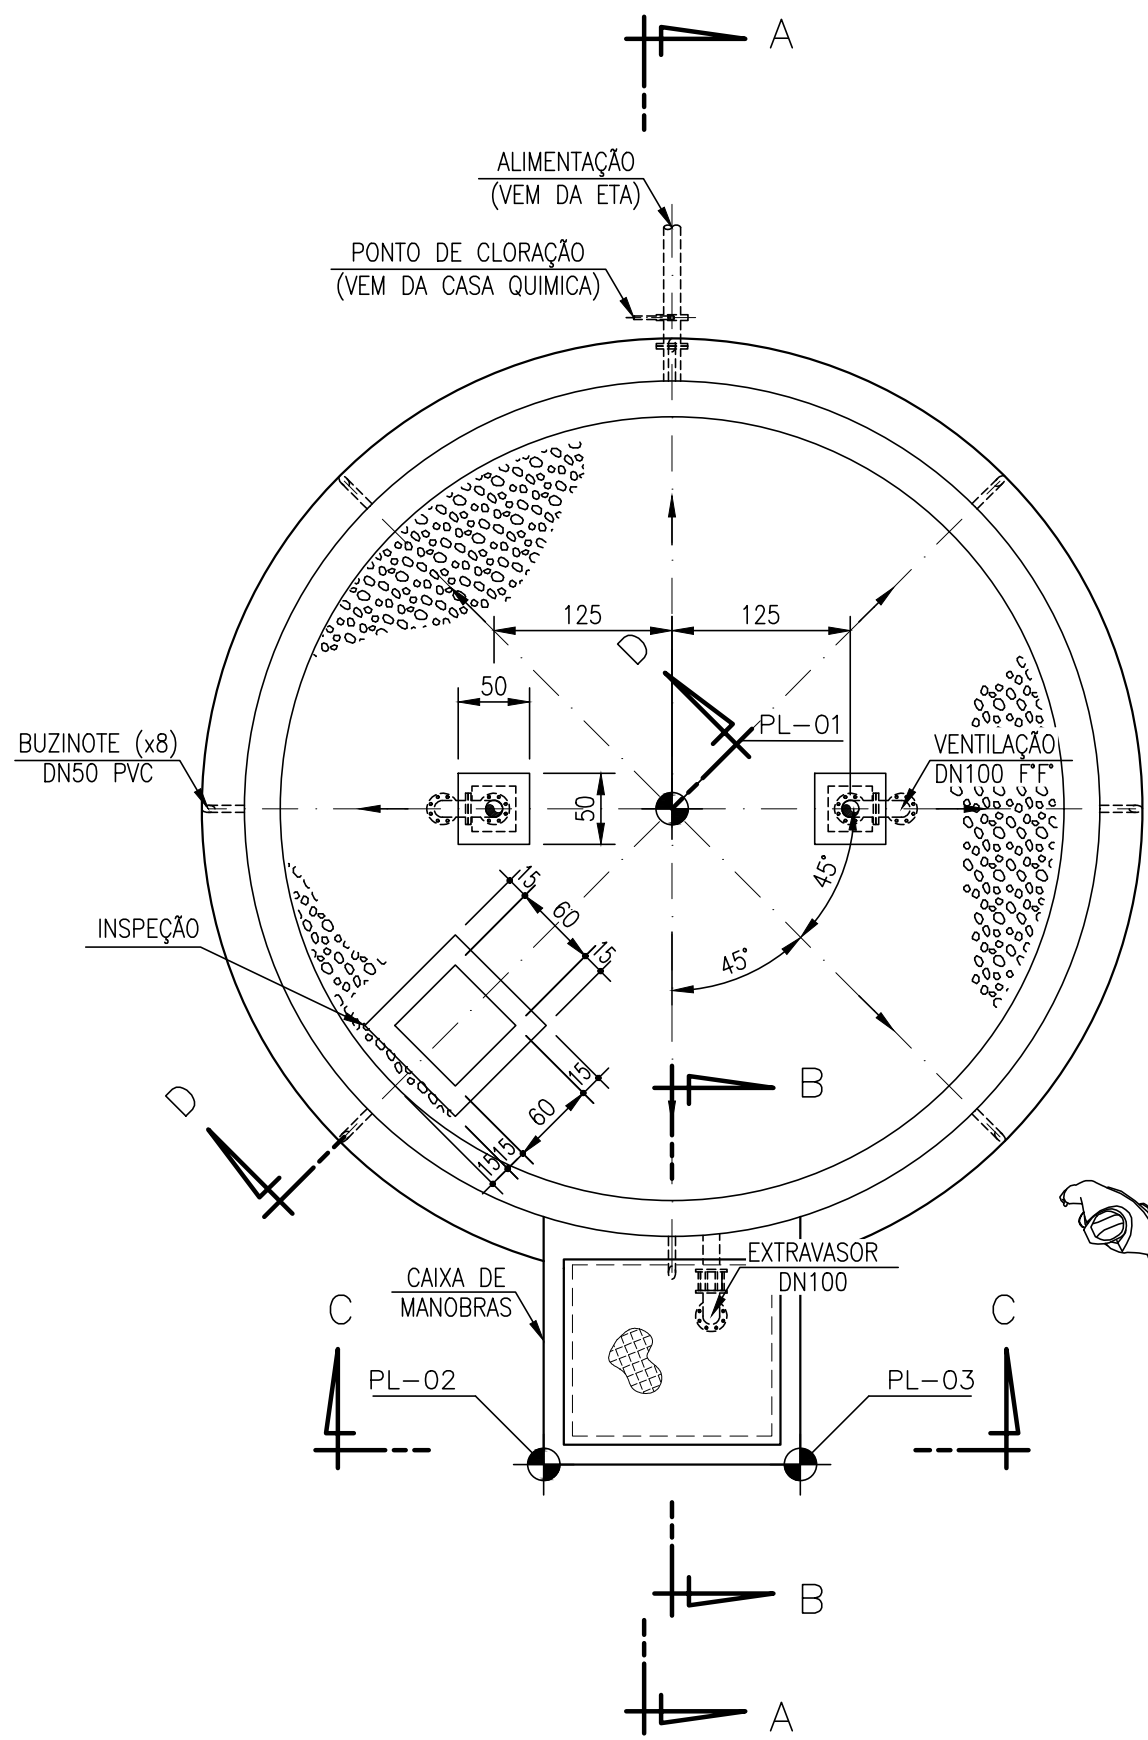 A
ALIMENTAÇÃO
(VEM DA ETA)
PONTO DE CLORAÇÃO
(VEM DA CASA QUIMICA)
125
125
D
50
PL-01
BUZINOTE (x8)
DN50 PVC
VENTILAÇÃO
DN100 F°F°
50
45°
15
60
15
INSPEÇÃO
45°
15
60
15
15
B
D
EXTRAVASOR
DN100
CAIXA DE
MANOBRAS
C
C
PL-02
PL-03
B
A